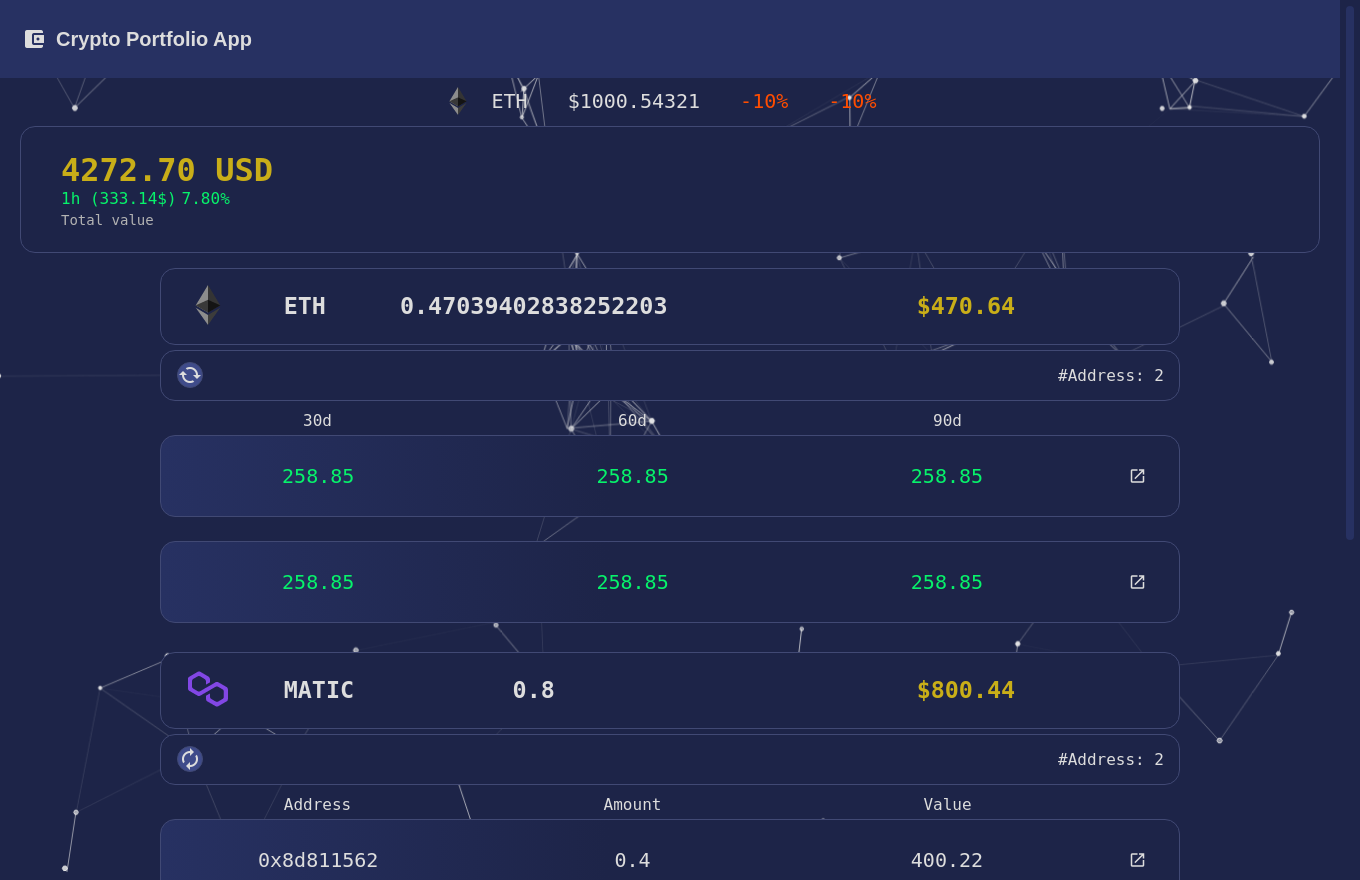 Crypto Portfolio App
ETH $1000.54321 -10% -10%
4272.70 USD
1h (333.14$) 7.80%
Total value
ETH 0.47039402838252203 $470.64
#Address: 2
30d 60d 90d
258.85 258.85 258.85
258.85 258.85 258.85
MATIC 0.8 $800.44
#Address: 2
Address Amount Value
0x8d811562 0.4 400.22